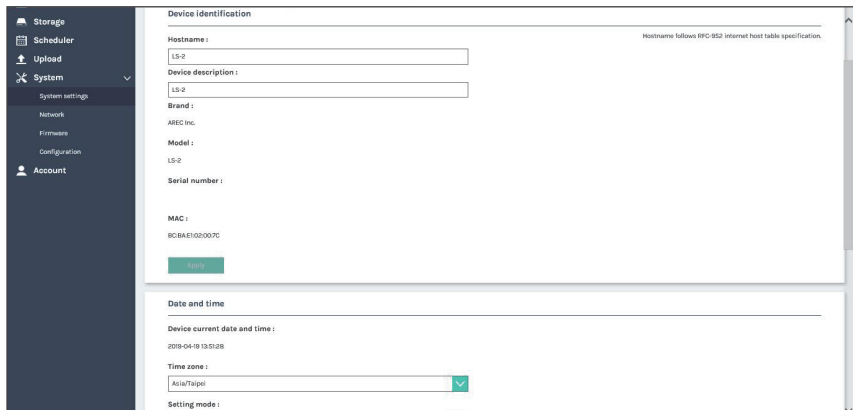 Storage
Scheduler
Upload
System
System settings
Network
Firmware
Configuration
Account
Device identification
Hostname :
Hostname follows RFC-952 internet host table specification.
LS-2
Device description :
LS-2
Brand :
AREC Inc.
Model :
LS-2
Serial number :
MAC :
BC:BA:E1:02:00:7C
Apply
Date and time
Device current date and time :
2019-04-19 13:51:28
Time zone :
Asia/Taipei
Setting mode :